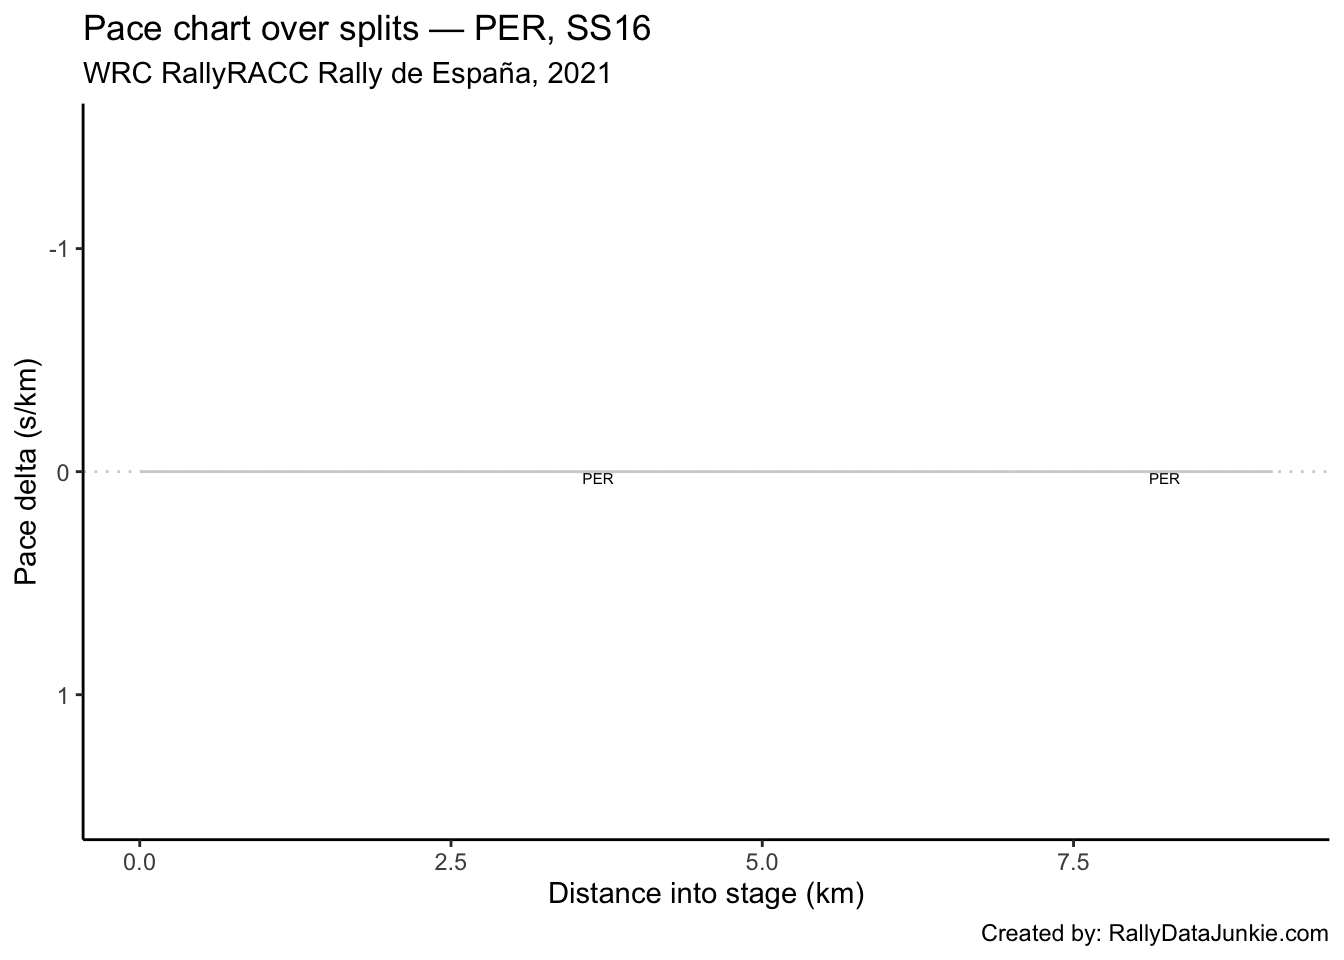 Pace chart over splits — PER, SS16
WRC RallyRACC Rally de España, 2021
Pace delta (s/km)
-1
0
1
PER PER
0.0 2.5 5.0 7.5
Distance into stage (km)
Created by: RallyDataJunkie.com